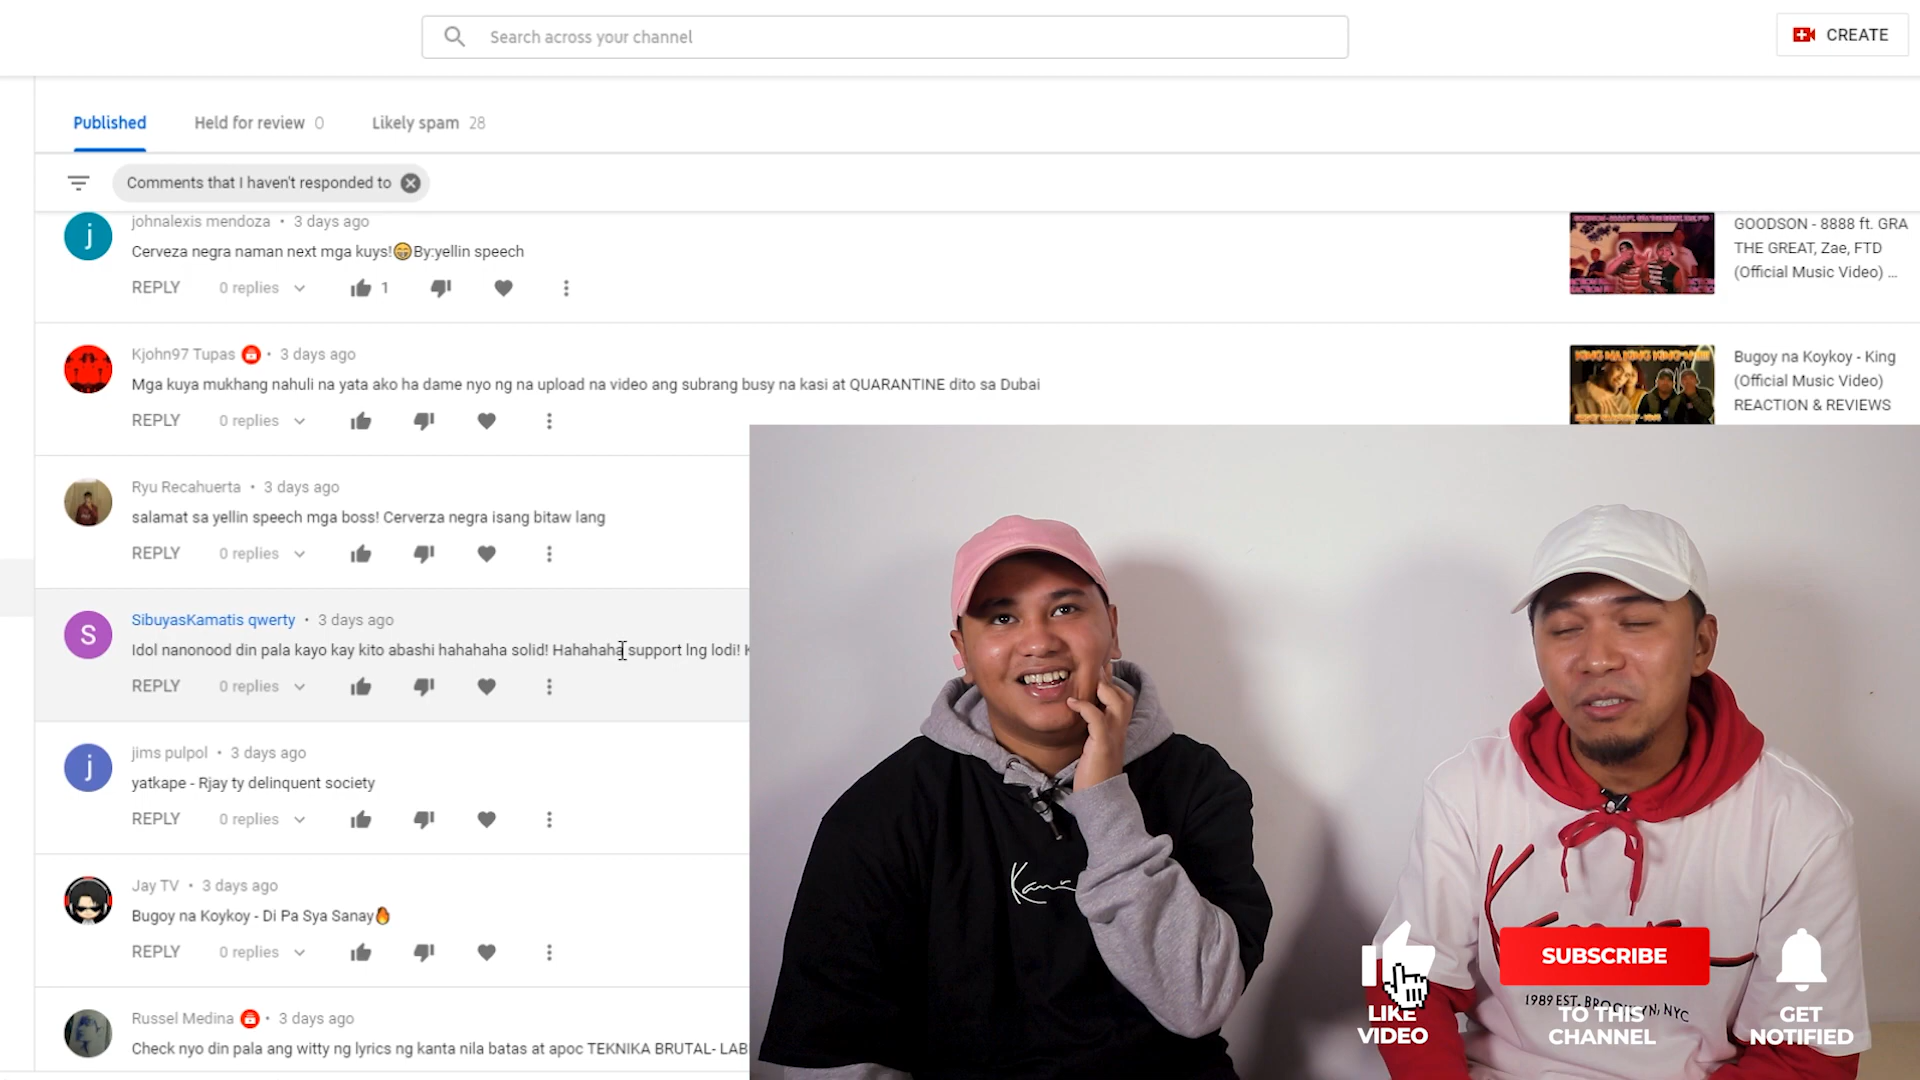 Search across your channel
CREATE
Published
Held for review 0
Likely spam 28
Comments that I haven't responded to
johnalexis mendoza • 3 days ago
Cerveza negra naman next mga kuys!😁By:yellin speech
REPLY 0 replies 1
GOODSON - 8888 ft. GRA
THE GREAT, Zae, FTD
(Official Music Video) ...
Kjohn97 Tupas • 3 days ago
Mga kuya mukhang nahuli na yata ako ha dame nyo ng na upload na video ang subrang busy na kasi at QUARANTINE dito sa Dubai
REPLY 0 replies
Bugoy na Koykoy - King
(Official Music Video)
REACTION & REVIEWS
Ryu Recahuerta • 3 days ago
salamat sa yellin speech mga boss! Cerverza negra isang bitaw lang
REPLY 0 replies
SibuyasKamatis qwerty • 3 days ago
Idol nanonood din pala kayo kay kito abashi hahahaha solid! Hahahaha support lng lodi!
REPLY 0 replies
jims pulpol • 3 days ago
yatkape - Rjay ty delinquent society
REPLY 0 replies
Jay TV • 3 days ago
Bugoy na Koykoy - Di Pa Sya Sanay🔥
REPLY 0 replies
Russel Medina • 3 days ago
Check nyo din pala ang witty ng lyrics ng kanta nila batas at apoc TEKNIKA BRUTAL- LAB
SUBSCRIBE
1989 EST. BROOKLYN, NYC
LIKE
VIDEO
TO THIS
CHANNEL
GET
NOTIFIED